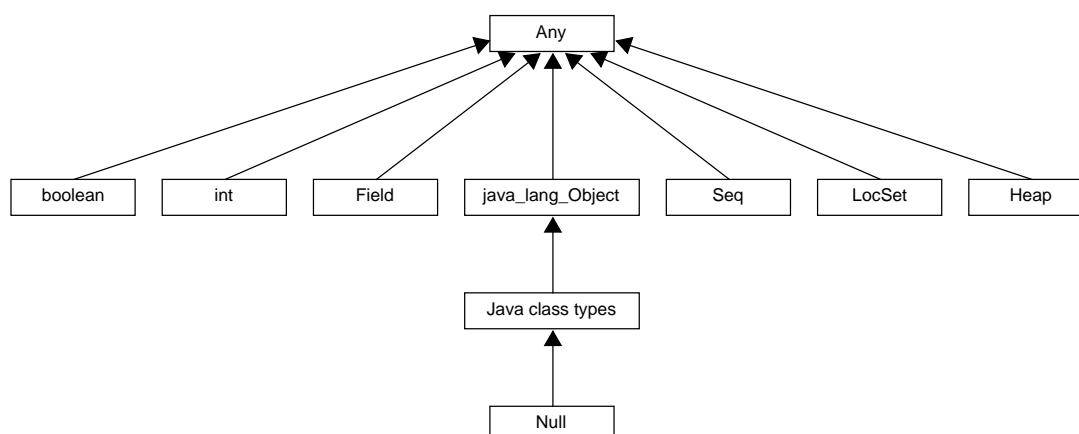 Any
boolean
int
Field
java_lang_Object
Seq
LocSet
Heap
Java class types
Null